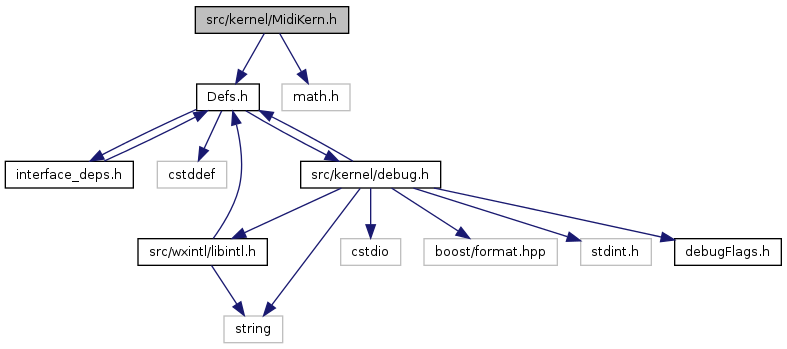 src/kernel/MidiKern.h
Defs.h
math.h
interface_deps.h
cstddef
src/kernel/debug.h
src/wxintl/libintl.h
cstdio
boost/format.hpp
stdint.h
debugFlags.h
string